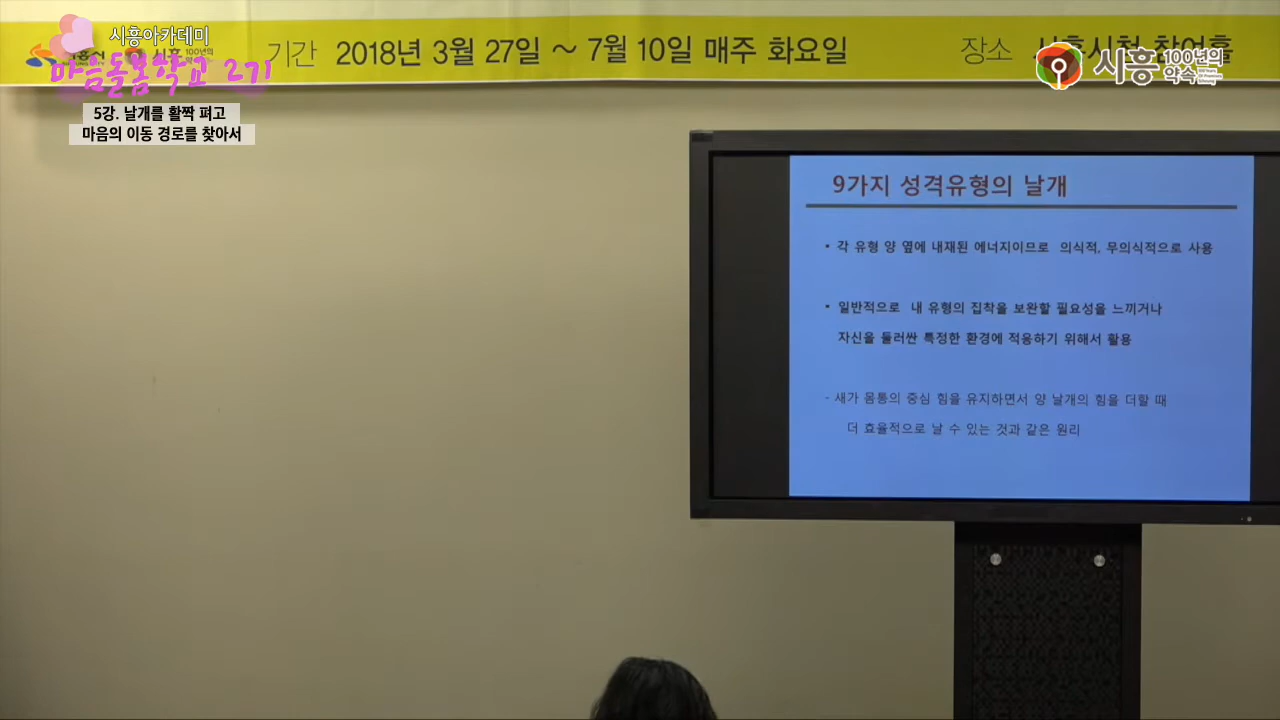 시흥아카데미
마음돌봄학교 2기
5강. 날개를 활짝 펴고
마음의 이동 경로를 찾아서
기간 2018년 3월 27일 ~ 7월 10일 매주 화요일
장소 시흥시청 참여홀
시흥 100년의
약속
9가지 성격유형의 날개
• 각 유형 양 옆에 내재된 에너지이므로 의식적, 무의식적으로 사용
• 일반적으로 내 유형의 집착을 보완할 필요성을 느끼거나
자신을 둘러싼 특정한 환경에 적응하기 위해서 활용
- 새가 몸통의 중심 힘을 유지하면서 양 날개의 힘을 더할 때
더 효율적으로 날 수 있는 것과 같은 원리